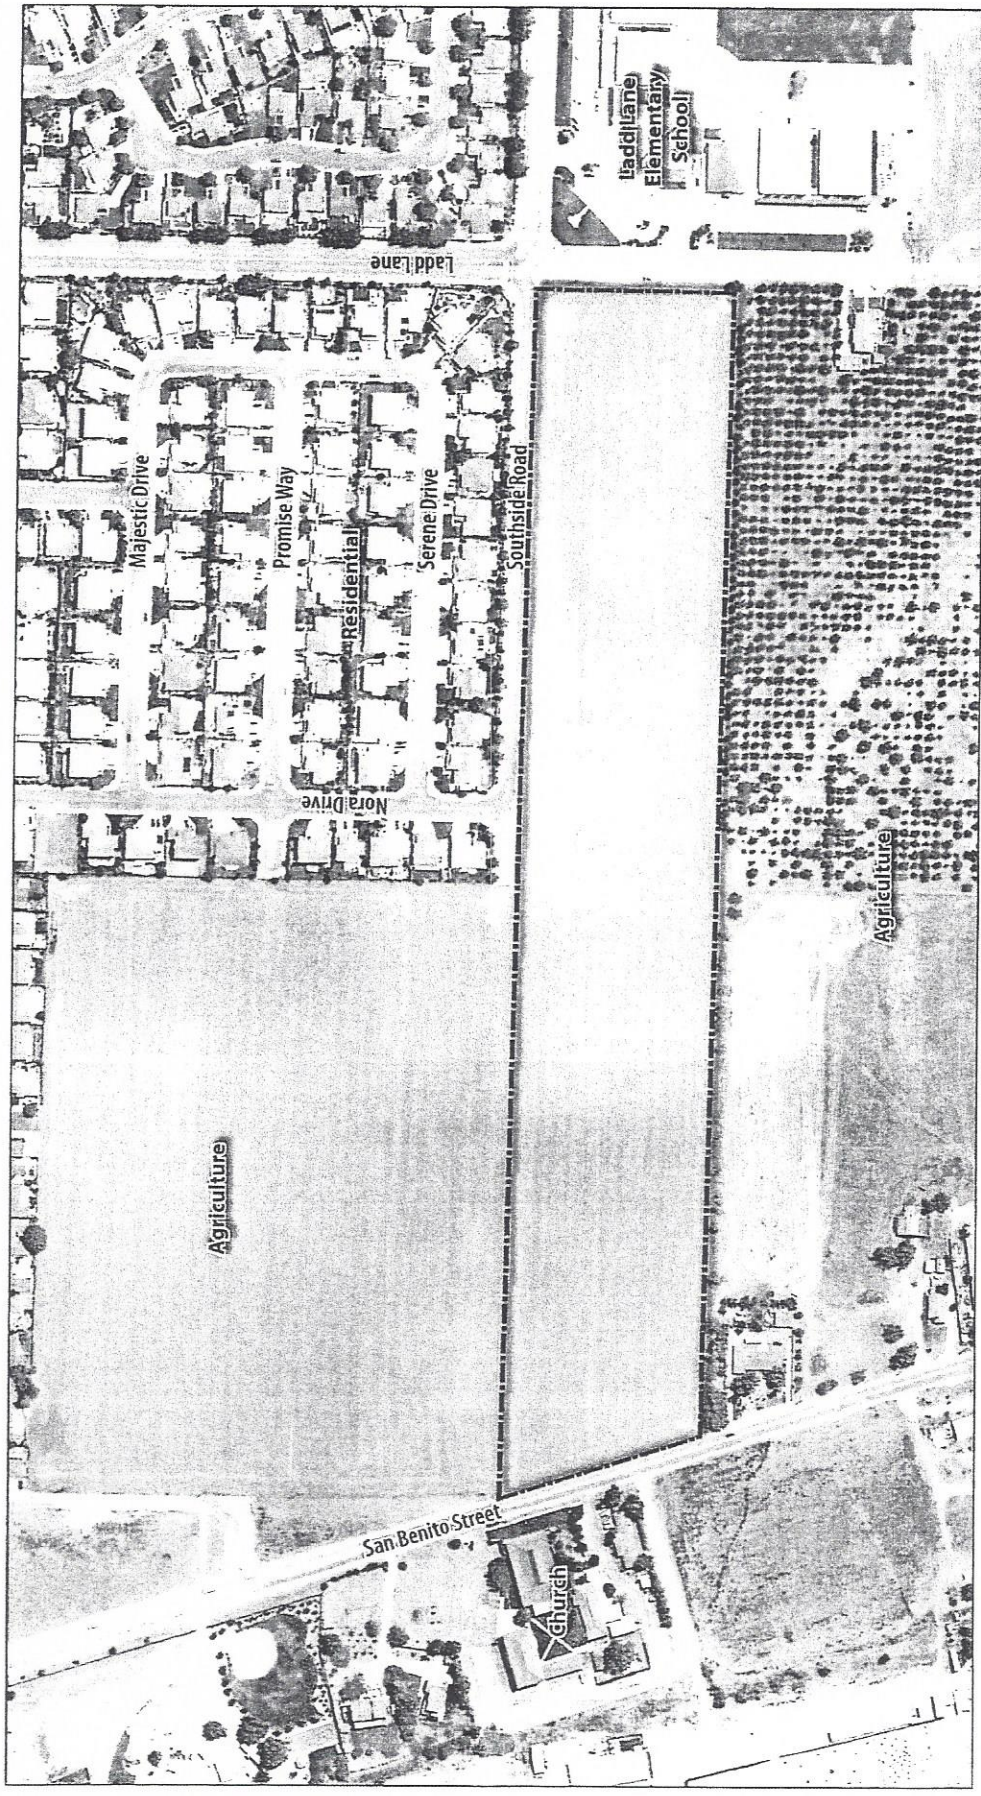 Ladd Lane
Elementary
School
Ladd Lane
Majestic Drive
Promise Way
Residential
Serene Drive
Southside Road
Nora Drive
Agriculture
Agriculture
San Benito Street
Church